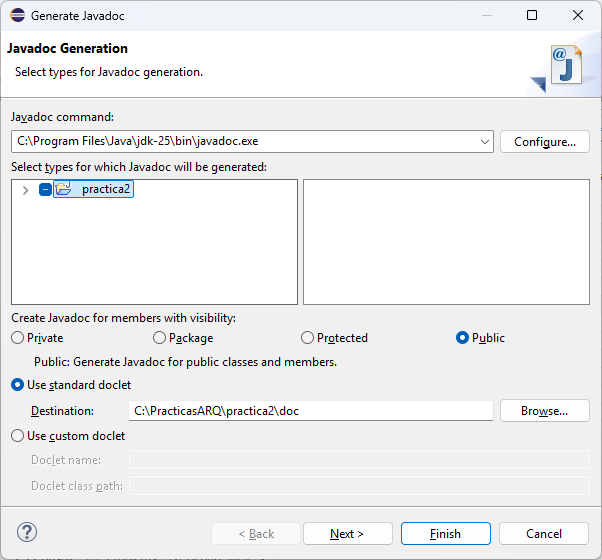 Generate Javadoc
Javadoc Generation
Select types for Javadoc generation.
Javadoc command:
C:\Program Files\Java\jdk-25\bin\javadoc.exe
Configure...
Select types for which Javadoc will be generated:
practica2
Create Javadoc for members with visibility:
Private Package Protected Public
Public: Generate Javadoc for public classes and members.
Use standard doclet
Destination: C:\PracticasARQ\practica2\doc Browse...
Use custom doclet
Doclet name:
Doclet class path:
< Back Next > Finish Cancel